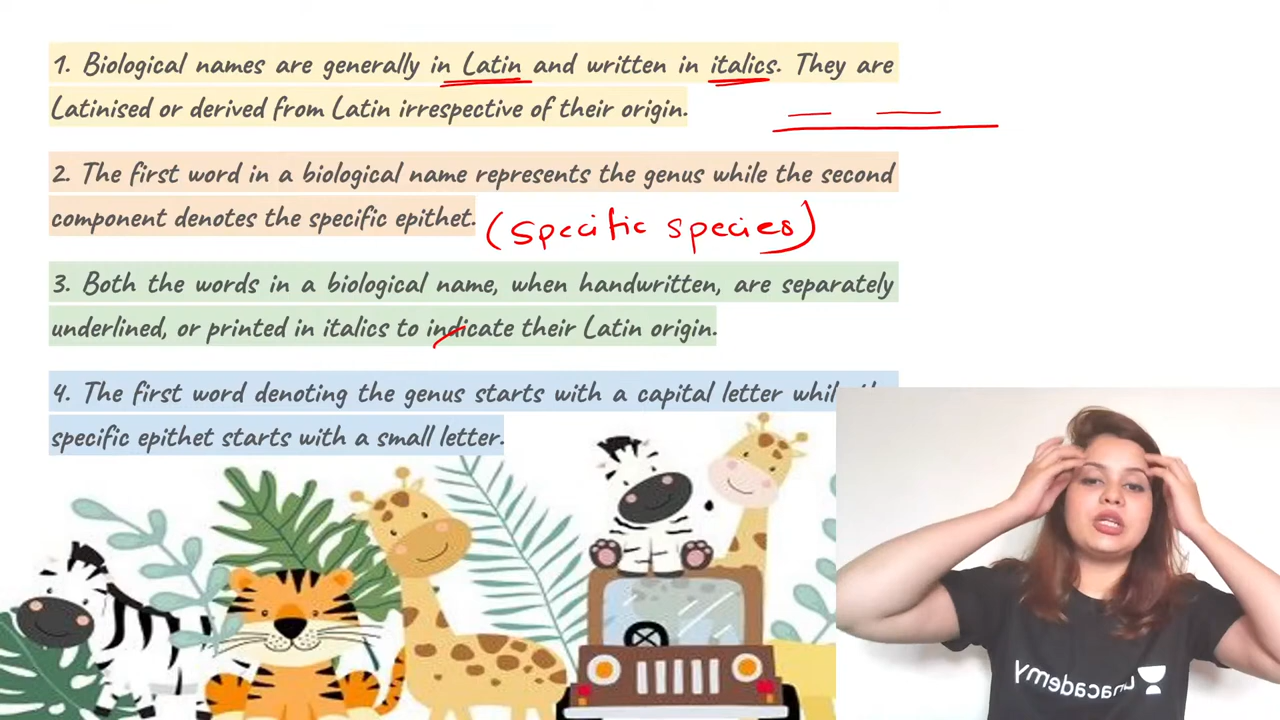 1. Biological names are generally in Latin and written in italics. They are
Latinised or derived from Latin irrespective of their origin.
2. The first word in a biological name represents the genus while the second
component denotes the specific epithet.
(specific species)
3. Both the words in a biological name, when handwritten, are separately
underlined, or printed in italics to indicate their Latin origin.
4. The first word denoting the genus starts with a capital letter while the
specific epithet starts with a small letter.
unacademy